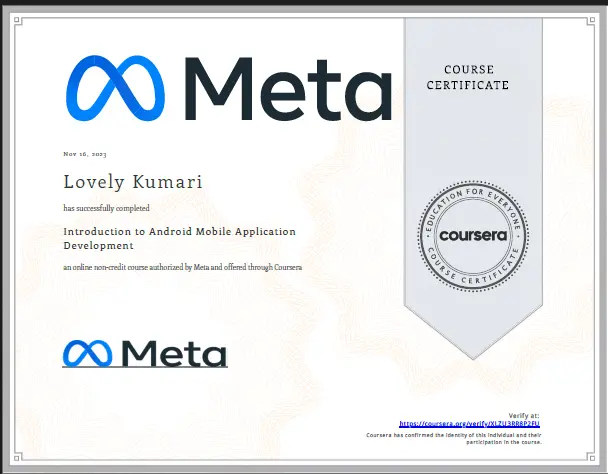 Meta
COURSE
CERTIFICATE
Nov 16, 2023
Lovely Kumari
has successfully completed
Introduction to Android Mobile Application
Development
an online non-credit course authorized by Meta and offered through Coursera
EDUCATION FOR EVERYONE
coursera
COURSE CERTIFICATE
Meta
Verify at:
https://coursera.org/verify/XLZU3RR8P2FU
Coursera has confirmed the identity of this individual and their
participation in the course.